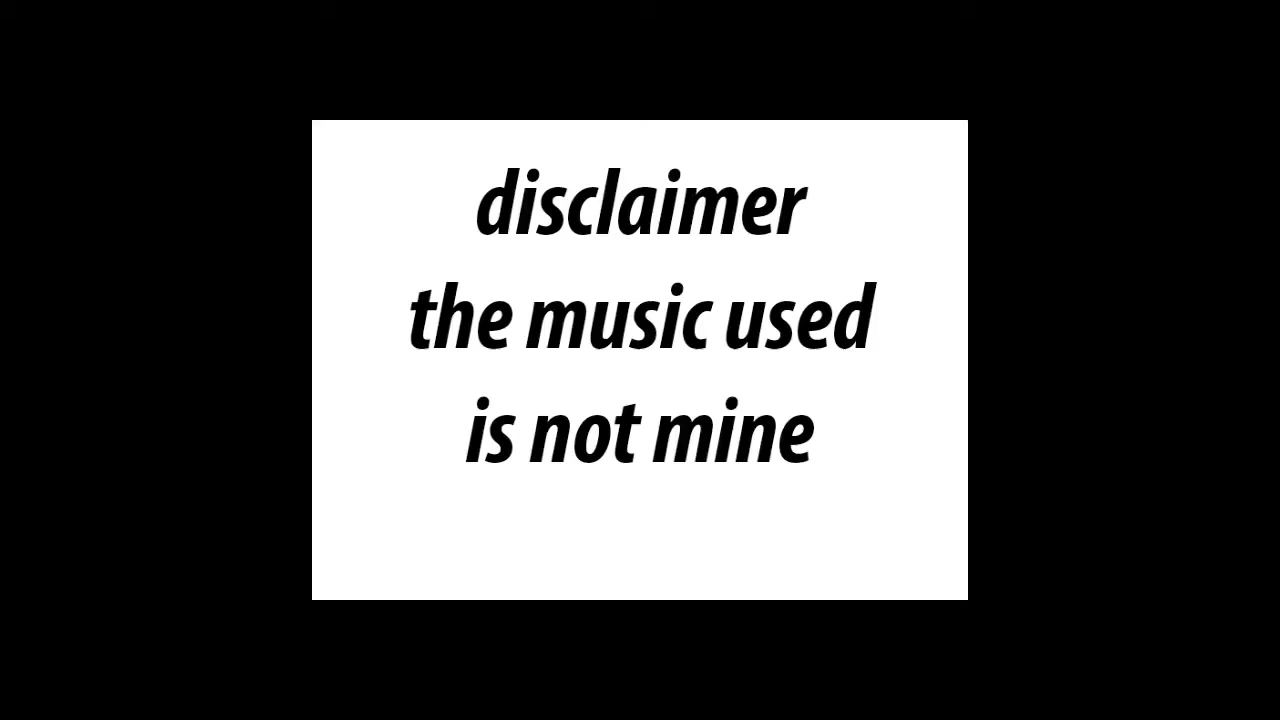 disclaimer
the music used
is not mine